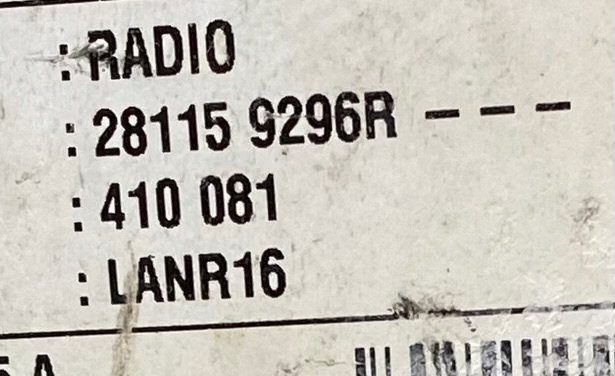 : RADIO
: 28115 9296R – – –
: 410 081
: LANR16
A